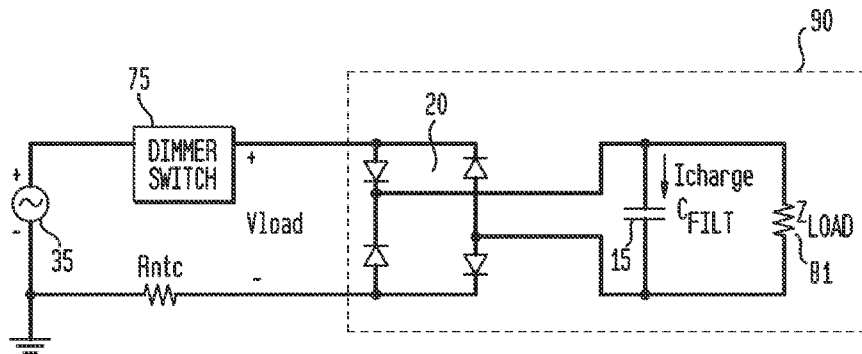 90
75
20
DIMMER
SWITCH
+
+
-
35
Vload
Rntc
-
Icharge
CFILT
15
ZLOAD
81